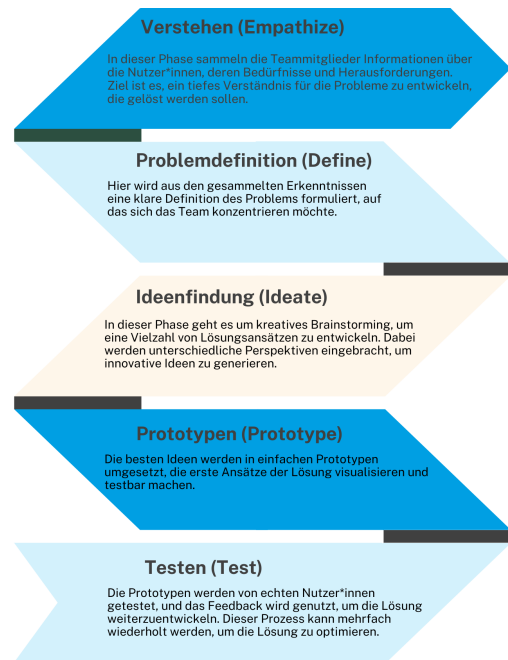 Verstehen (Empathize)
In dieser Phase sammeln die Teammitglieder Informationen über
die Nutzer*innen, deren Bedürfnisse und Herausforderungen.
Ziel ist es, ein tiefes Verständnis für die Probleme zu entwickeln,
die gelöst werden sollen.
Problemdefinition (Define)
Hier wird aus den gesammelten Erkenntnissen
eine klare Definition des Problems formuliert, auf
das sich das Team konzentrieren möchte.
Ideenfindung (Ideate)
In dieser Phase geht es um kreatives Brainstorming, um
eine Vielzahl von Lösungsansätzen zu entwickeln. Dabei
werden unterschiedliche Perspektiven eingebracht, um
innovative Ideen zu generieren.
Prototypen (Prototype)
Die besten Ideen werden in einfachen Prototypen
umgesetzt, die erste Ansätze der Lösung visualisieren und
testbar machen.
Testen (Test)
Die Prototypen werden von echten Nutzer*innen
getestet, und das Feedback wird genutzt, um die Lösung
weiterzuentwickeln. Dieser Prozess kann mehrfach
wiederholt werden, um die Lösung zu optimieren.